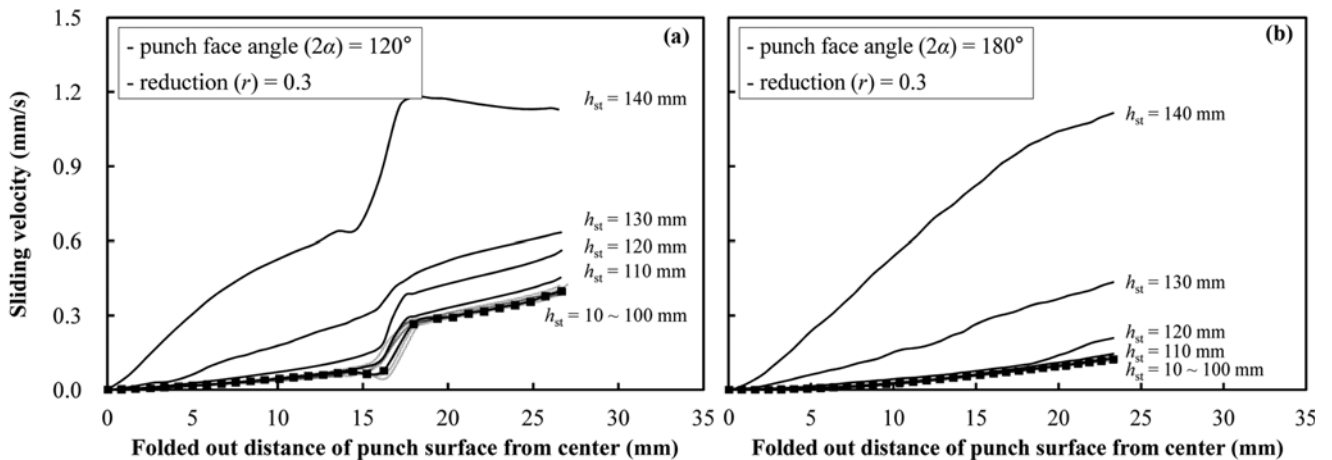 (a)
- punch face angle (2α) = 120°
- reduction (r) = 0.3
1.5
1.2
0.9
0.6
0.3
0.0
Sliding velocity (mm/s)
hst = 140 mm
hst = 130 mm
hst = 120 mm
hst = 110 mm
hst = 10 ~ 100 mm
0 5 10 15 20 25 30 35
Folded out distance of punch surface from center (mm)
(b)
- punch face angle (2α) = 180°
- reduction (r) = 0.3
hst = 140 mm
hst = 130 mm
hst = 120 mm
hst = 110 mm
hst = 10 ~ 100 mm
0 5 10 15 20 25 30 35
Folded out distance of punch surface from center (mm)